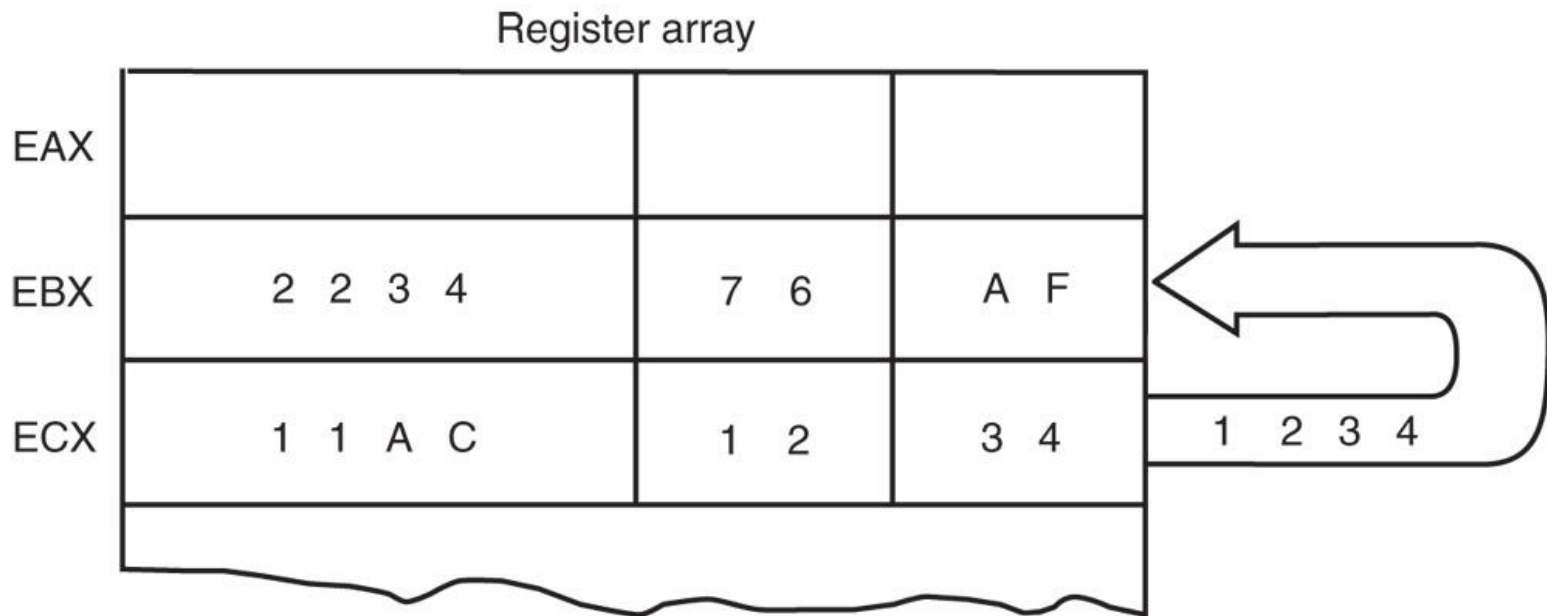 Register array
EAX
EBX 2 2 3 4 7 6 A F
ECX 1 1 A C 1 2 3 4 1 2 3 4